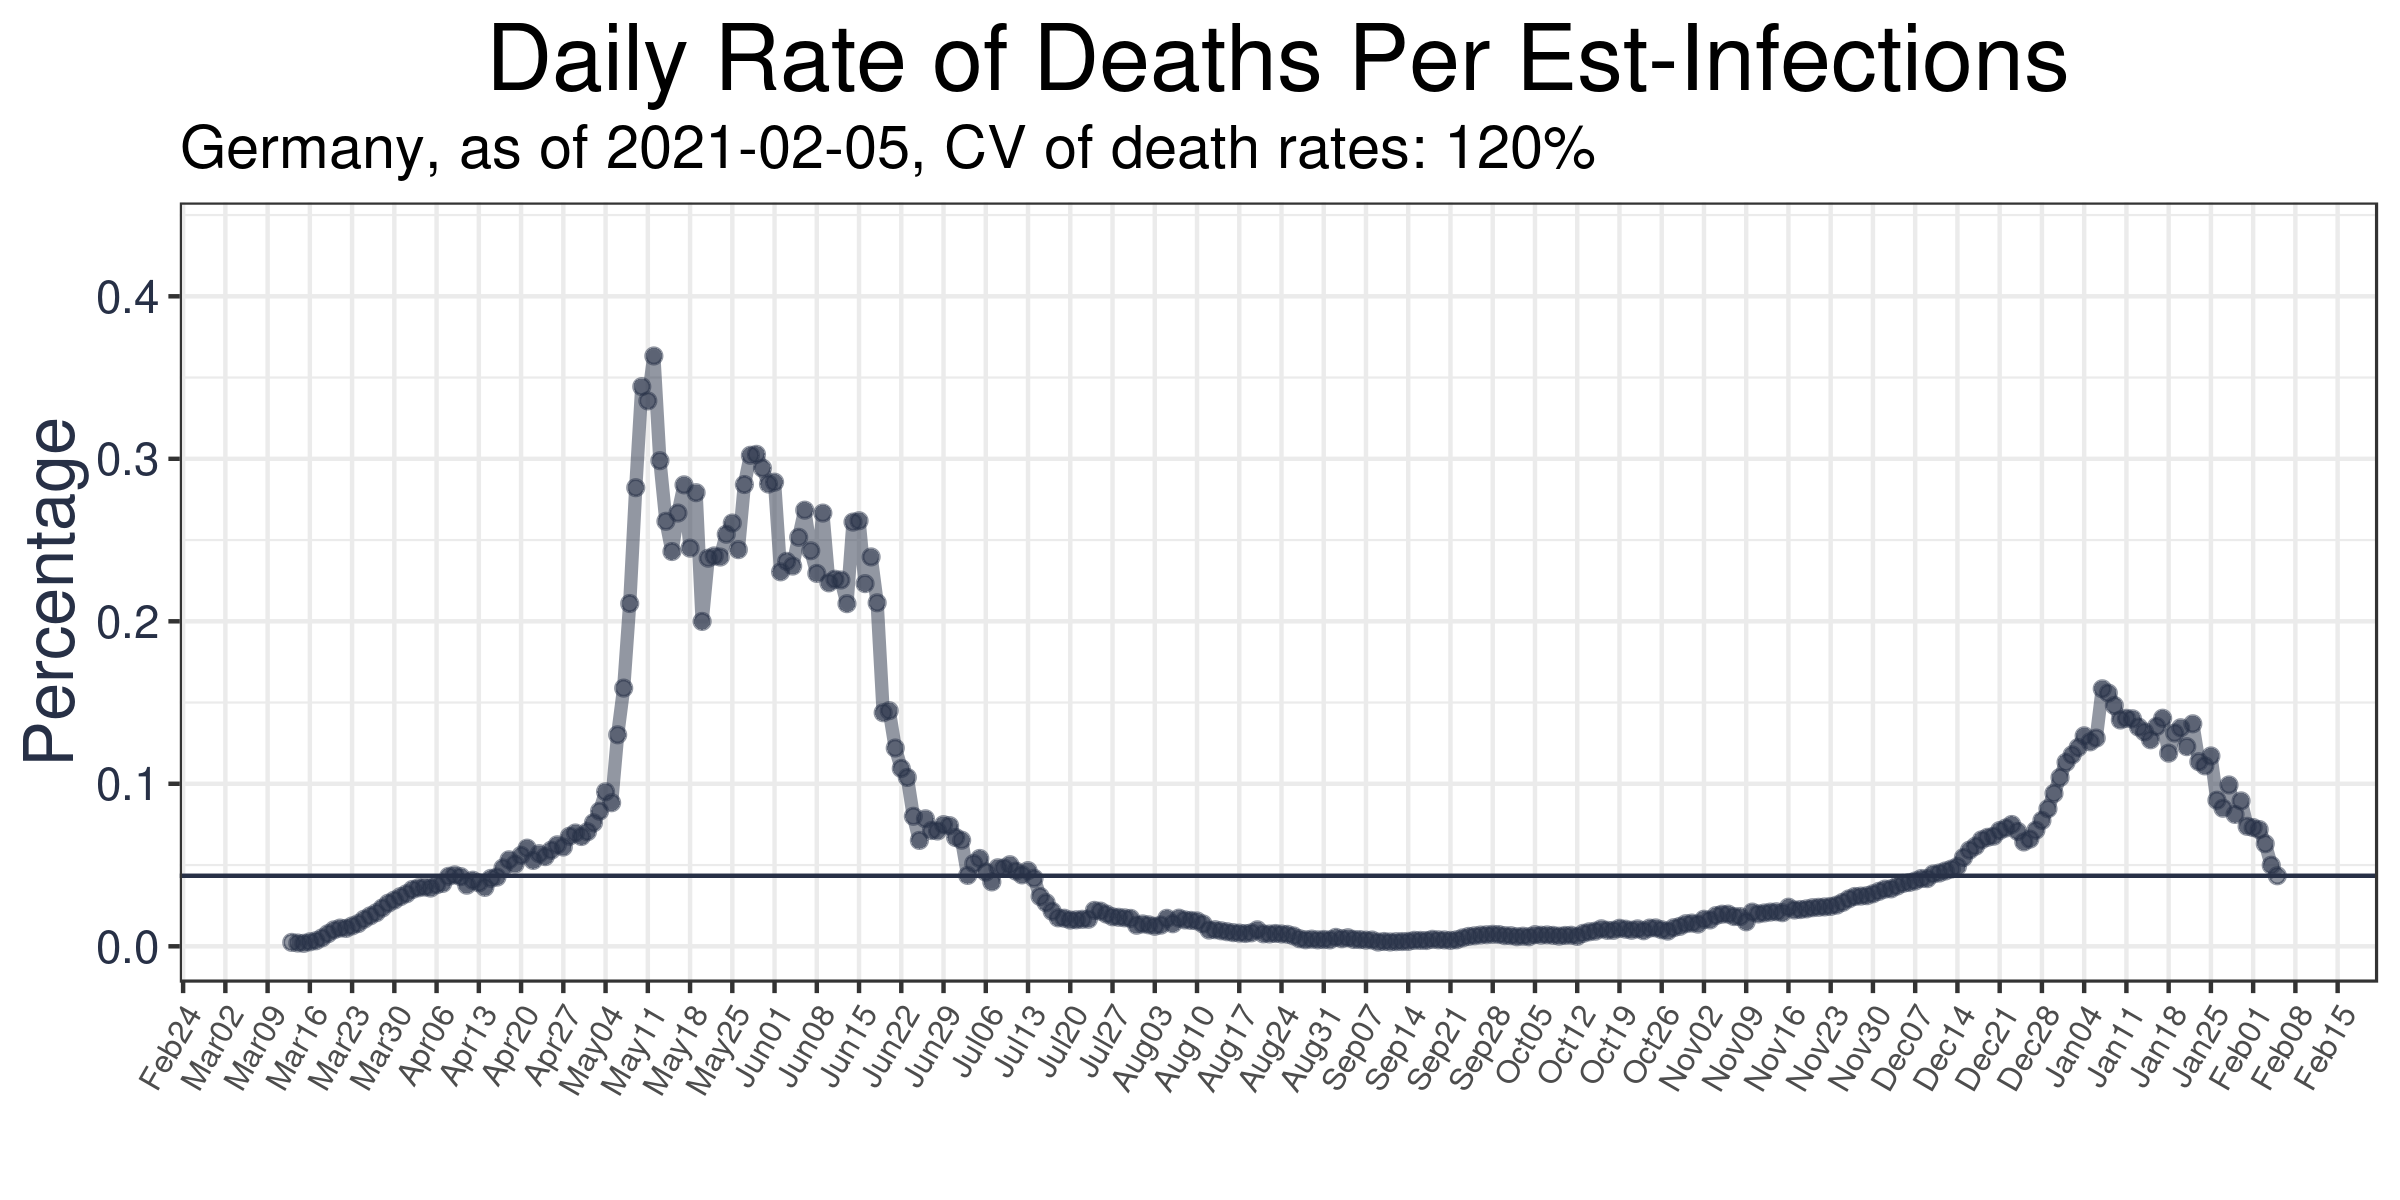 Daily Rate of Deaths Per Est-Infections
Germany, as of 2021-02-05, CV of death rates: 120%
Percentage
0.4
0.3
0.2
0.1
0.0
Feb24
Mar02
Mar09
Mar16
Mar23
Mar30
Apr06
Apr13
Apr20
Apr27
May04
May11
May18
May25
Jun01
Jun08
Jun15
Jun22
Jun29
Jul06
Jul13
Jul20
Jul27
Aug03
Aug10
Aug17
Aug24
Aug31
Sep07
Sep14
Sep21
Sep28
Oct05
Oct12
Oct19
Oct26
Nov02
Nov09
Nov16
Nov23
Nov30
Dec07
Dec14
Dec21
Dec28
Jan04
Jan11
Jan18
Jan25
Feb01
Feb08
Feb15